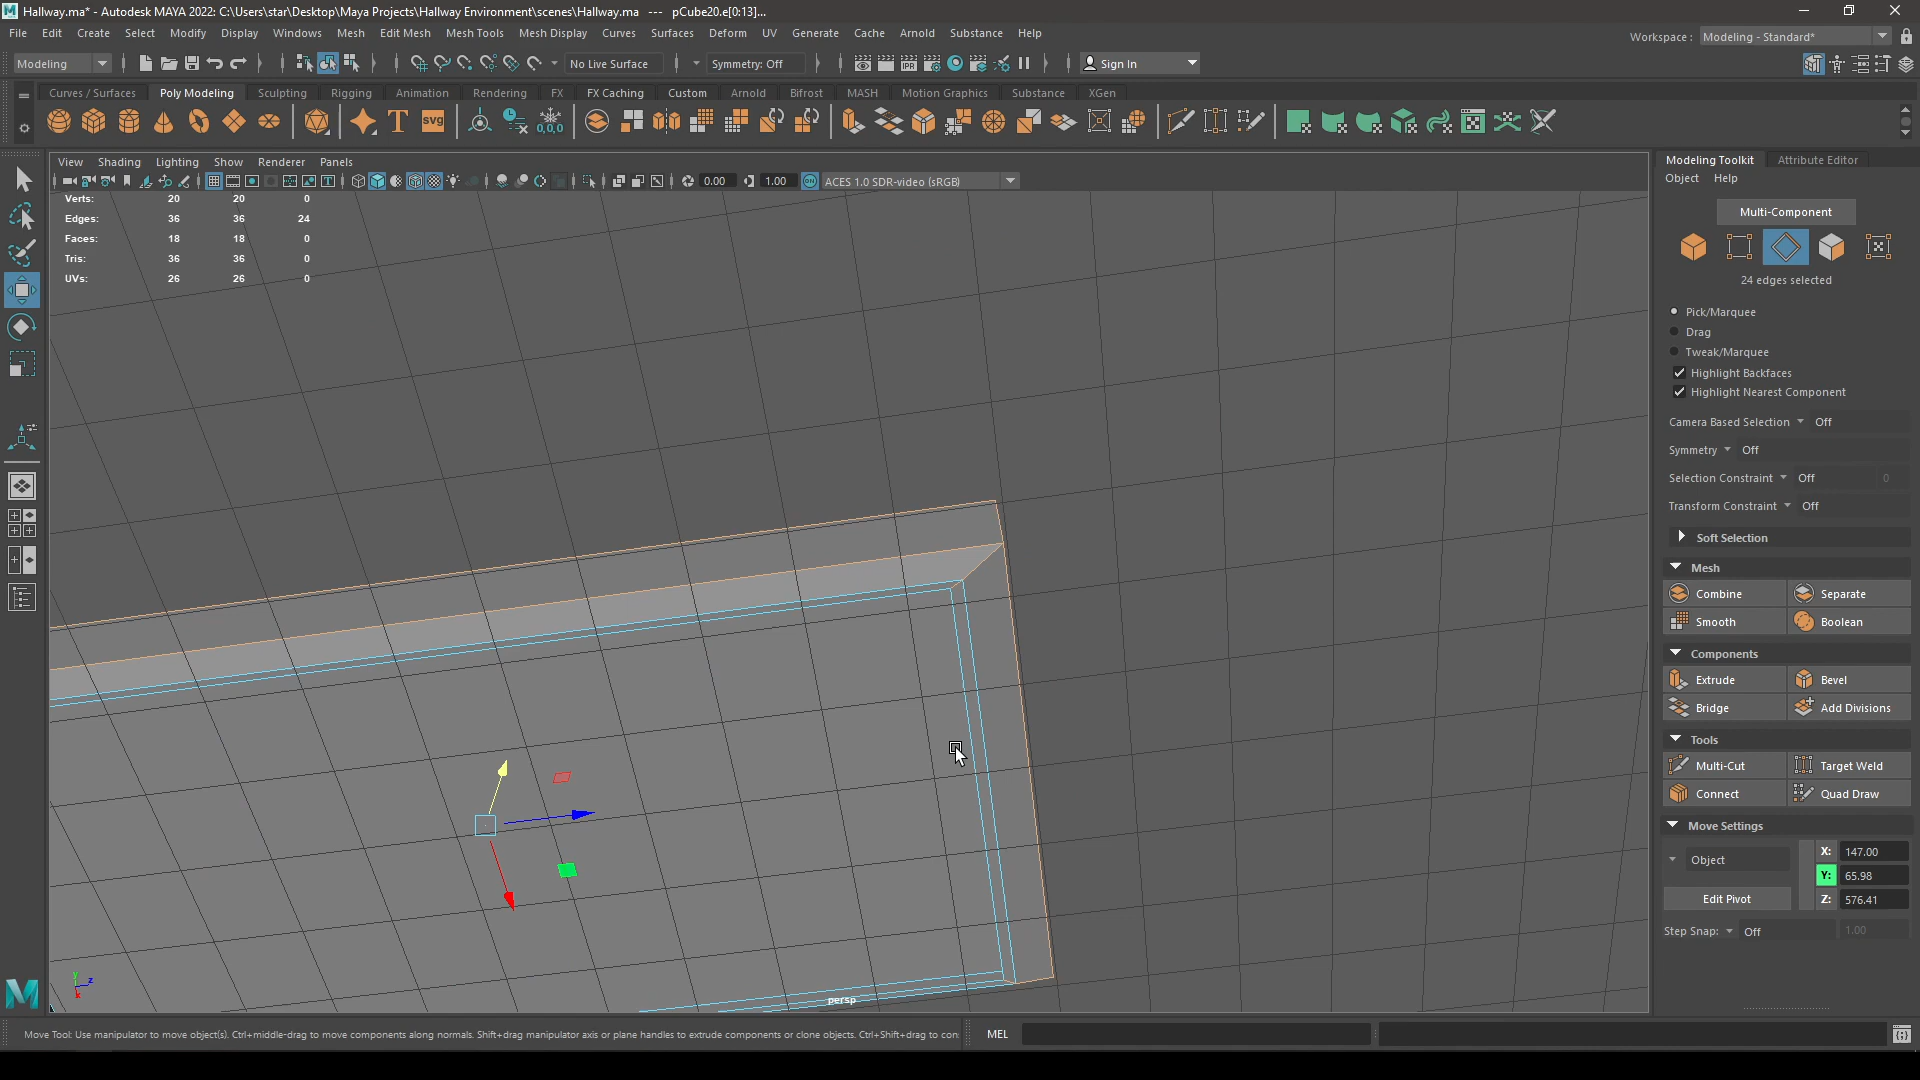 Hallway.ma* - Autodesk MAYA 2022: C:\Users\star\Desktop\Maya Projects\Hallway Environment\scenes\Hallway.ma --- pCube20.e[0:13]...
File Edit Create Select Modify Display Windows Mesh Edit Mesh Mesh Tools Mesh Display Curves Surfaces Deform UV Generate Cache Arnold Substance Help
Workspace : Modeling - Standard*
Modeling
No Live Surface
Symmetry: Off
Sign In
Curves / Surfaces Poly Modeling Sculpting Rigging Animation Rendering FX FX Caching Custom Arnold Bifrost MASH Motion Graphics Substance XGen
View Shading Lighting Show Renderer Panels
0.00 1.00 ACES 1.0 SDR-video (sRGB)
Verts: 20 20 0
Edges: 36 36 24
Faces: 18 18 0
Tris: 36 36 0
UVs: 26 26 0
persp
Modeling Toolkit Attribute Editor
Object Help
Multi-Component
24 edges selected
Pick/Marquee
Drag
Tweak/Marquee
Highlight Backfaces
Highlight Nearest Component
Camera Based Selection Off
Symmetry Off
Selection Constraint Off 0
Transform Constraint Off
Soft Selection
Mesh
Combine Separate
Smooth Boolean
Components
Extrude Bevel
Bridge Add Divisions
Tools
Multi-Cut Target Weld
Connect Quad Draw
Move Settings
Object
X: 147.00
Y: 65.98
Edit Pivot
Z: 576.41
Step Snap: Off 1.00
Move Tool: Use manipulator to move object(s). Ctrl+middle-drag to move components along normals. Shift+drag manipulator axis or plane handles to extrude components or clone objects. Ctrl+Shift+drag to con
MEL